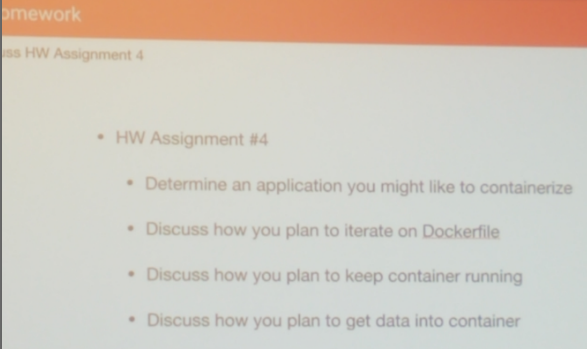 omework
uss HW Assignment 4
• HW Assignment #4
• Determine an application you might like to containerize
• Discuss how you plan to iterate on Dockerfile
• Discuss how you plan to keep container running
• Discuss how you plan to get data into container